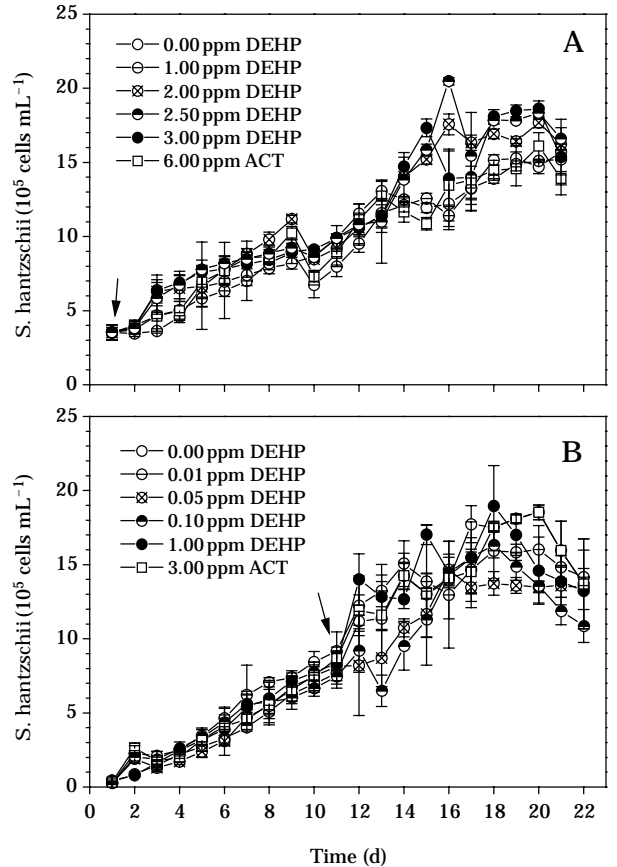 25
20
15
10
5
0
S. hantzschii (10⁵ cells mL⁻¹)
A
0.00 ppm DEHP
1.00 ppm DEHP
2.00 ppm DEHP
2.50 ppm DEHP
3.00 ppm DEHP
6.00 ppm ACT
25
20
15
10
5
0
S. hantzschii (10⁵ cells mL⁻¹)
B
0.00 ppm DEHP
0.01 ppm DEHP
0.05 ppm DEHP
0.10 ppm DEHP
1.00 ppm DEHP
3.00 ppm ACT
0 2 4 6 8 10 12 14 16 18 20 22
Time (d)